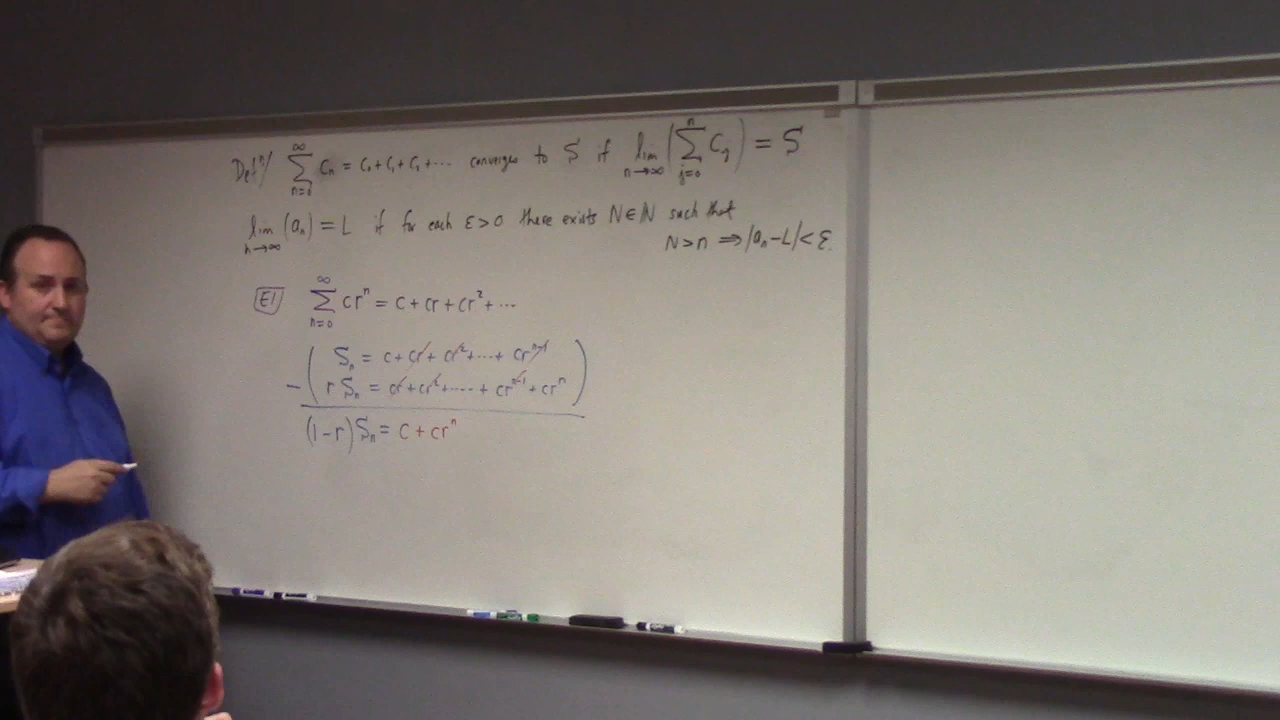 Def^n/ ∑_{n=0}^{∞} c_n = c_0 + c_1 + c_2 + ⋯ converges to S if lim_{n→∞} (∑_{j=0}^{n} c_j) = S
lim_{n→∞} (a_n) = L if for each ε > 0 there exists N ∈ ℕ such that
N > n ⇒ |a_n - L| < ε.
E1 ∑_{n=0}^{∞} cr^n = c + cr + cr^2 + ⋯
S_n = c + cr + cr^2 + ⋯ + cr^{n-1}
- ( r S_n = cr + cr^2 + ⋯ + cr^{n-1} + cr^n )
(1-r) S_n = c + cr^n